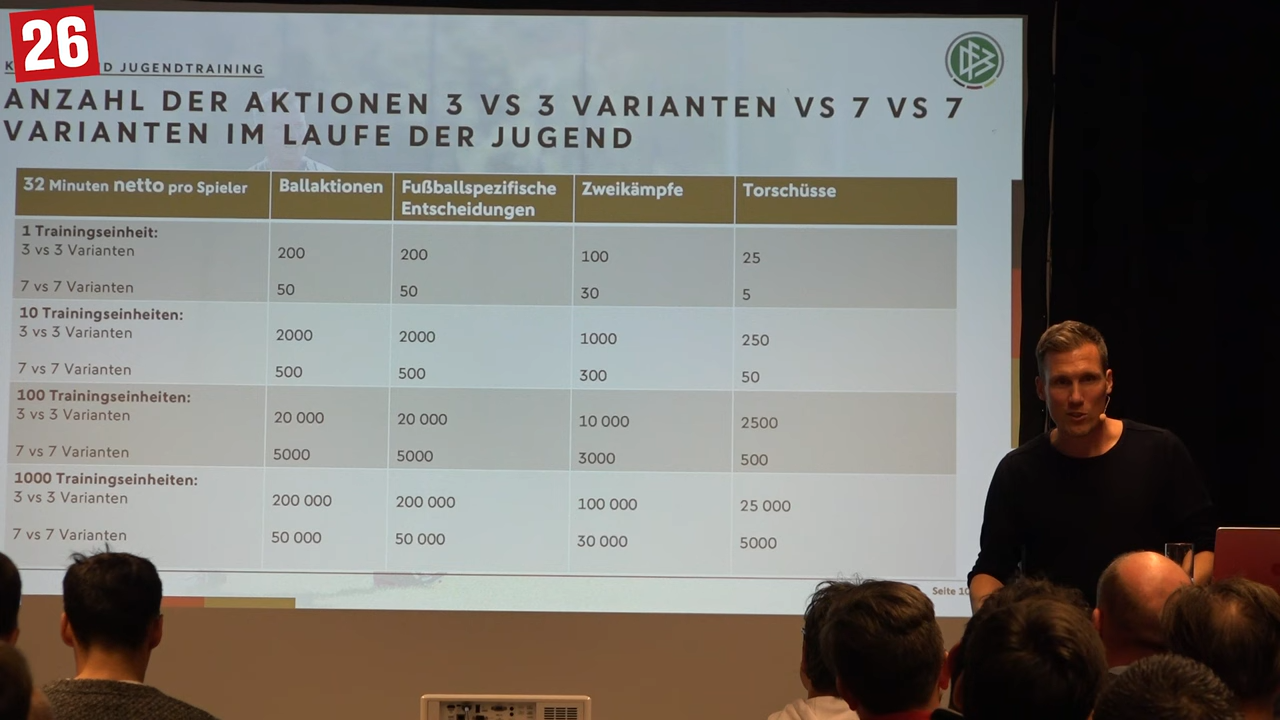 26
D JUGENDTRAINING
ANZAHL DER AKTIONEN 3 VS 3 VARIANTEN VS 7 VS 7
VARIANTEN IM LAUFE DER JUGEND
32 Minuten netto pro Spieler Ballaktionen Fußballspezifische Entscheidungen Zweikämpfe Torschüsse
1 Trainingseinheit:
3 vs 3 Varianten 200 200 100 25
7 vs 7 Varianten 50 50 30 5
10 Trainingseinheiten:
3 vs 3 Varianten 2000 2000 1000 250
7 vs 7 Varianten 500 500 300 50
100 Trainingseinheiten:
3 vs 3 Varianten 20 000 20 000 10 000 2500
7 vs 7 Varianten 5000 5000 3000 500
1000 Trainingseinheiten:
3 vs 3 Varianten 200 000 200 000 100 000 25 000
7 vs 7 Varianten 50 000 50 000 30 000 5000
Seite 10
DFB